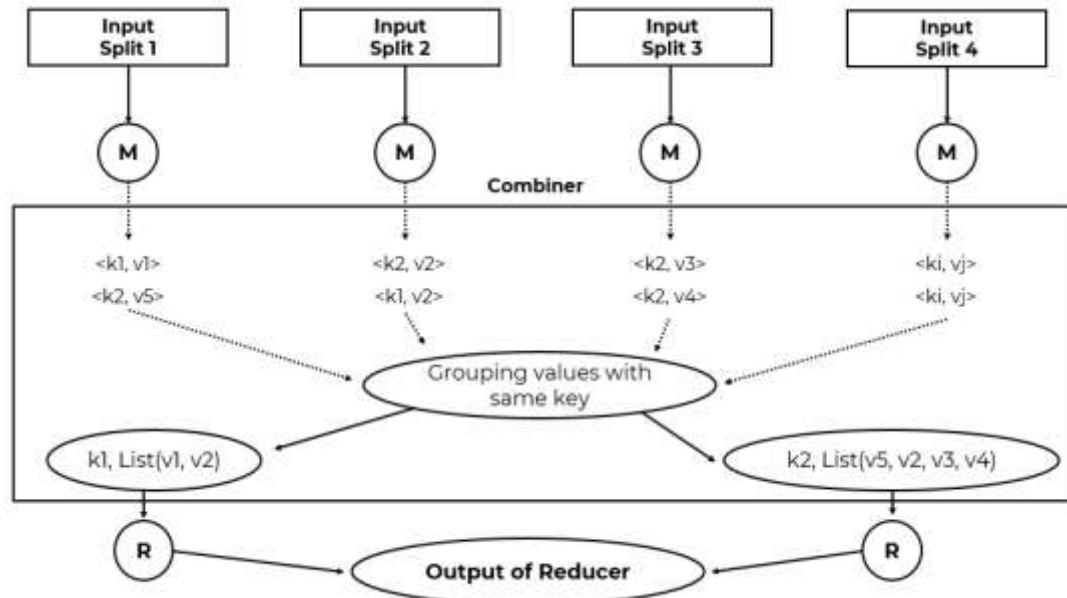 Input
Split 1
Input
Split 2
Input
Split 3
Input
Split 4
M
M
M
M
Combiner
<k1, v1>
<k2, v5>
<k2, v2>
<k1, v2>
<k2, v3>
<k2, v4>
<ki, vj>
<ki, vj>
Grouping values with
same key
k1, List(v1, v2)
k2, List(v5, v2, v3, v4)
R
R
Output of Reducer